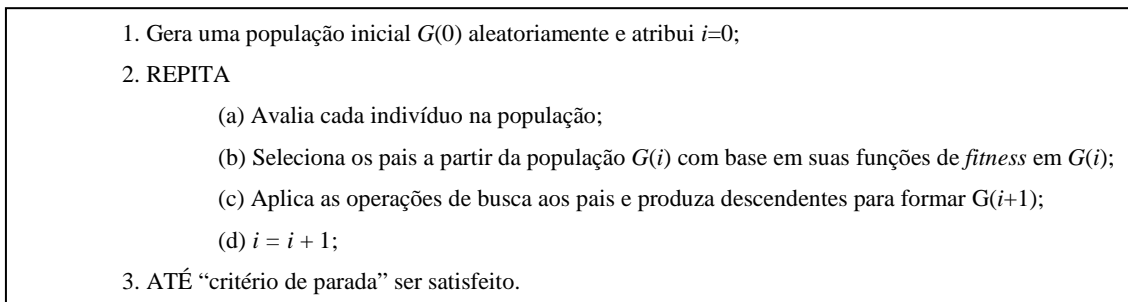 1. Gera uma população inicial G(0) aleatoriamente e atribui i=0;
2. REPITA
(a) Avalia cada indivíduo na população;
(b) Seleciona os pais a partir da população G(i) com base em suas funções de fitness em G(i);
(c) Aplica as operações de busca aos pais e produza descendentes para formar G(i+1);
(d) i = i + 1;
3. ATÉ “critério de parada” ser satisfeito.